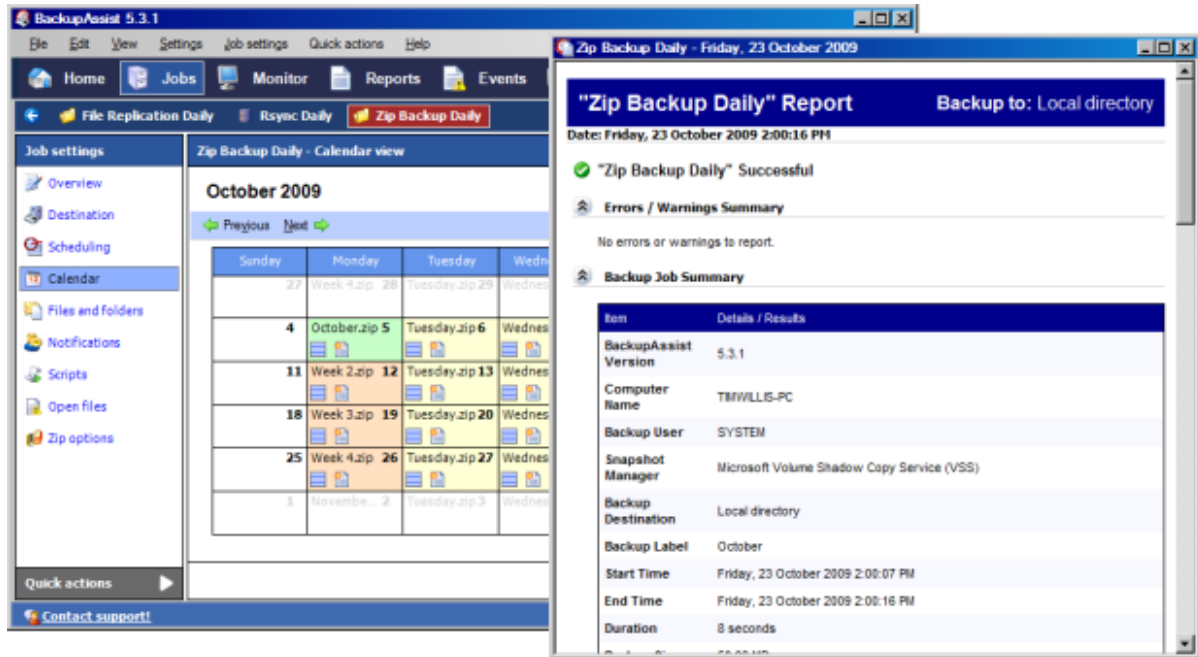 BackupAssist 5.3.1
File Edit View Settings Job settings Quick actions Help
Home Jobs Monitor Reports Events
File Replication Daily Rsync Daily Zip Backup Daily
Job settings
Overview
Destination
Scheduling
Calendar
Files and folders
Notifications
Scripts
Open files
Zip options
Quick actions
Contact support!
Zip Backup Daily - Calendar view
October 2009
Previous Next
Sunday Monday Tuesday Wedn
27 Week 4.zip 28 Tuesday.zip 29 Wednes
4 October.zip 5 Tuesday.zip 6 Wednes
11 Week 2.zip 12 Tuesday.zip 13 Wednes
18 Week 3.zip 19 Tuesday.zip 20 Wednes
25 Week 4.zip 26 Tuesday.zip 27 Wednes
1 Novembe... 2 Tuesday.zip 3 Wednes
Zip Backup Daily - Friday, 23 October 2009
"Zip Backup Daily" Report Backup to: Local directory
Date: Friday, 23 October 2009 2:00:16 PM
"Zip Backup Daily" Successful
Errors / Warnings Summary
No errors or warnings to report.
Backup Job Summary
Item Details / Results
BackupAssist Version 5.3.1
Computer Name TIMWILLIS-PC
Backup User SYSTEM
Snapshot Manager Microsoft Volume Shadow Copy Service (VSS)
Backup Destination Local directory
Backup Label October
Start Time Friday, 23 October 2009 2:00:07 PM
End Time Friday, 23 October 2009 2:00:16 PM
Duration 8 seconds